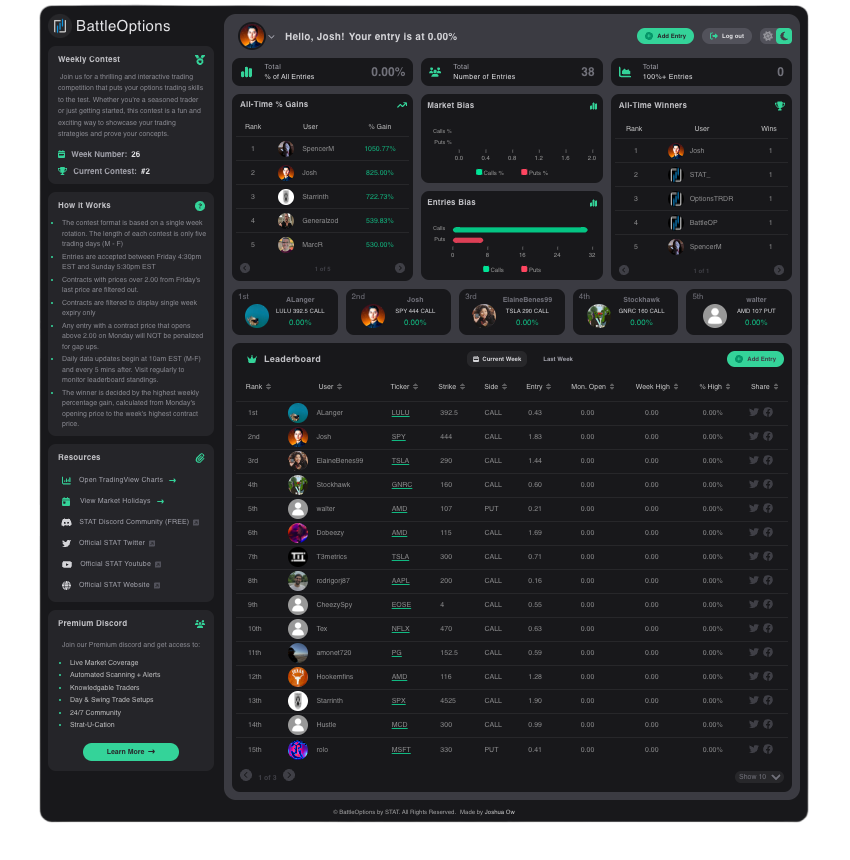 BattleOptions
Weekly Contest
Join us for a thrilling and interactive trading
competition that puts your options trading skills
to the test. Whether you're a seasoned trader
or just getting started, this contest is a fun and
exciting way to showcase your trading
strategies and prove your concepts.
Week Number: 26
Current Contest: #2
How it Works
The contest format is based on a single week
rotation. The length of each contest is only five
trading days (M - F)
Entries are accepted between Friday 4:30pm
EST and Sunday 5:30pm EST
Contracts with prices over 2.00 from Friday's
last price are filtered out.
Contracts are filtered to display single week
expiry only
Any entry with a contract price that opens
above 2.00 on Monday will NOT be penalized
for gap ups.
Daily data updates begin at 10am EST (M-F)
and every 5 mins after. Visit regularly to
monitor leaderboard standings.
The winner is decided by the highest weekly
percentage gain, calculated from Monday's
opening price to the week's highest contract
price.
Resources
Open TradingView Charts →
View Market Holidays →
STAT Discord Community (FREE)
Official STAT Twitter
Official STAT Youtube
Official STAT Website
Premium Discord
Join our Premium discord and get access to:
Live Market Coverage
Automated Scanning + Alerts
Knowledgable Traders
Day & Swing Trade Setups
24/7 Community
Strat-U-Cation
Learn More →
Hello, Josh! Your entry is at 0.00%
Add Entry
Log out
Total
% of All Entries
0.00%
Total
Number of Entries
38
Total
100%+ Entries
0
All-Time % Gains
Rank User % Gain
1 SpencerM 1050.77%
2 Josh 825.00%
3 Starrinth 722.73%
4 Generalzod 539.83%
5 MarcR 530.00%
1 of 5
Market Bias
Calls %
Puts %
0.0 0.4 0.8 1.2 1.6 2.0
Calls % Puts %
Entries Bias
Calls
Puts
0 8 16 24 32
Calls Puts
All-Time Winners
Rank User Wins
1 Josh 1
2 STAT_ 1
3 OptionsTRDR 1
4 BattleOP 1
5 SpencerM 1
1 of 1
1st ALanger
LULU 392.5 CALL
0.00%
2nd Josh
SPY 444 CALL
0.00%
3rd ElaineBenes99
TSLA 290 CALL
0.00%
4th Stockhawk
GNRC 160 CALL
0.00%
5th walter
AMD 107 PUT
0.00%
Leaderboard
Current Week
Last Week
Add Entry
Rank User Ticker Strike Side Entry Mon. Open Week High % High Share
1st ALanger LULU 392.5 CALL 0.43 0.00 0.00 0.00%
2nd Josh SPY 444 CALL 1.83 0.00 0.00 0.00%
3rd ElaineBenes99 TSLA 290 CALL 1.44 0.00 0.00 0.00%
4th Stockhawk GNRC 160 CALL 0.60 0.00 0.00 0.00%
5th walter AMD 107 PUT 0.21 0.00 0.00 0.00%
6th Dobeezy AMD 115 CALL 1.69 0.00 0.00 0.00%
7th T3metrics TSLA 300 CALL 0.71 0.00 0.00 0.00%
8th rodrigorj87 AAPL 200 CALL 0.16 0.00 0.00 0.00%
9th CheezySpy EOSE 4 CALL 0.55 0.00 0.00 0.00%
10th Tex NFLX 470 CALL 0.63 0.00 0.00 0.00%
11th amonet720 PG 152.5 CALL 0.59 0.00 0.00 0.00%
12th Hookemfins AMD 116 CALL 1.28 0.00 0.00 0.00%
13th Starrinth SPX 4525 CALL 1.90 0.00 0.00 0.00%
14th Hustle MCD 300 CALL 0.99 0.00 0.00 0.00%
15th rolo MSFT 330 PUT 0.41 0.00 0.00 0.00%
1 of 3
Show 10
© BattleOptions by STAT. All Rights Reserved. Made by Joshua Ow